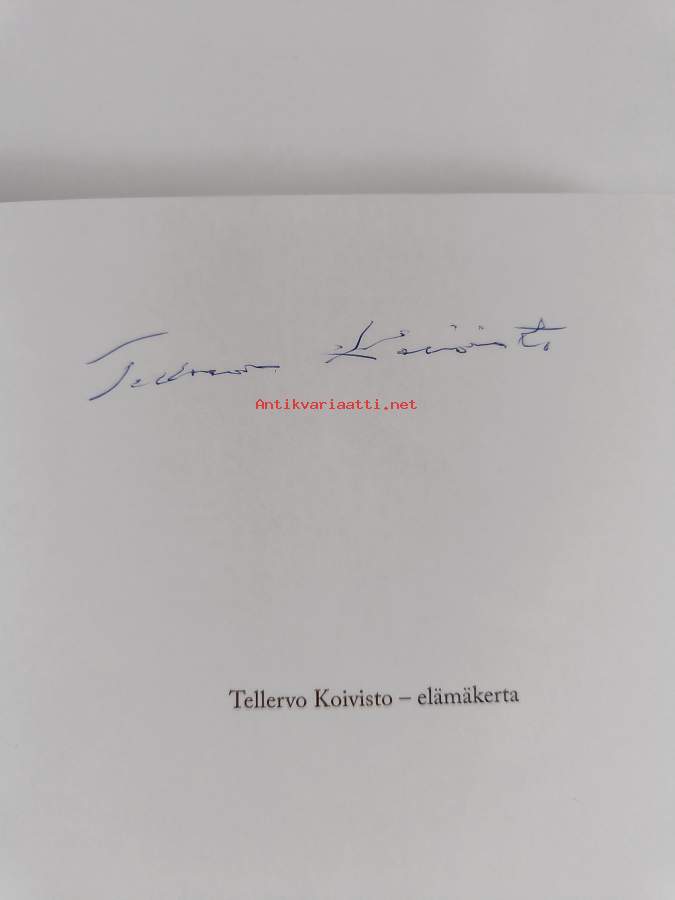 Tellervo Koivisto
Antikvariaatti.net
Tellervo Koivisto – elämäkerta